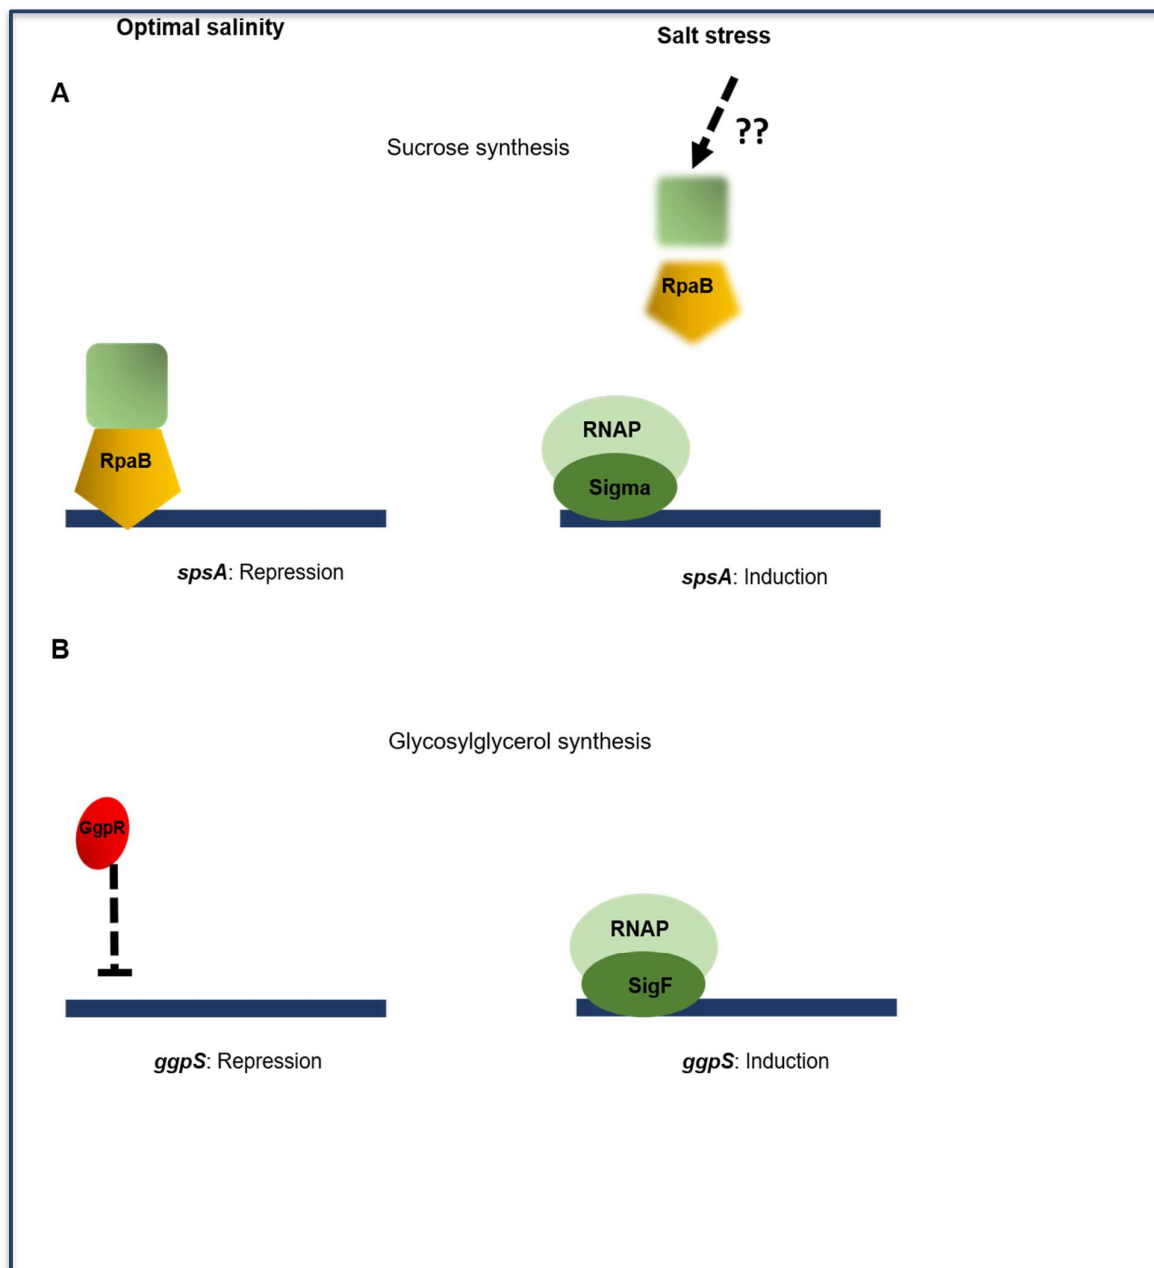 Optimal salinity
Salt stress
A
??
Sucrose synthesis
RpaB
RpaB
RNAP
Sigma
spsA: Repression
spsA: Induction
B
Glycosylglycerol synthesis
GgpR
RNAP
SigF
ggpS: Repression
ggpS: Induction